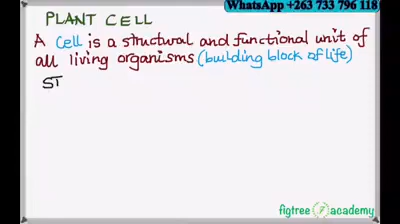 WhatsApp +263 733 796 118
PLANT CELL
A cell is a structural and functional unit of
all living organisms (building block of life)
ST
figtree academy